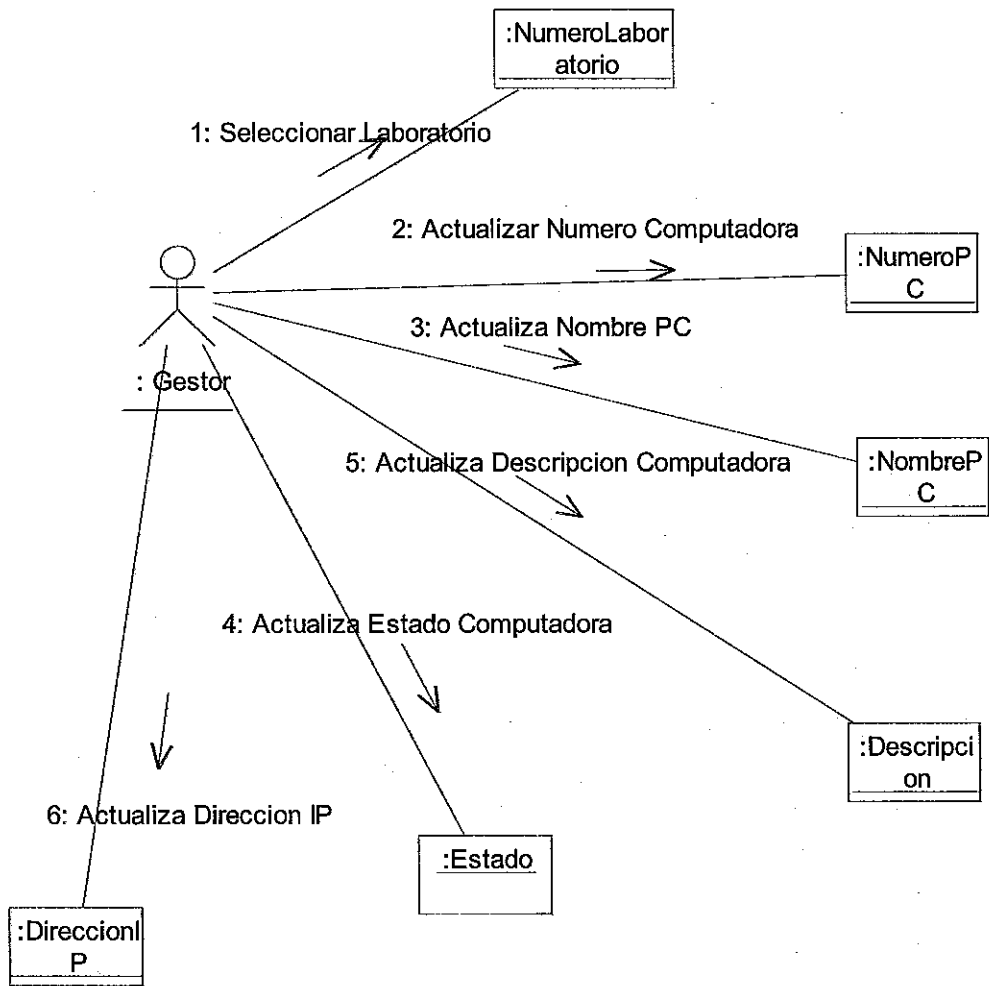 :NumeroLabor
atorio
1: Seleccionar Laboratorio
2: Actualizar Numero Computadora
:NumeroP
C
3: Actualiza Nombre PC
: Gestor
5: Actualiza Descripcion Computadora
:NombreP
C
4: Actualiza Estado Computadora
:Descripci
on
6: Actualiza Direccion IP
:Estado
:DireccionI
P